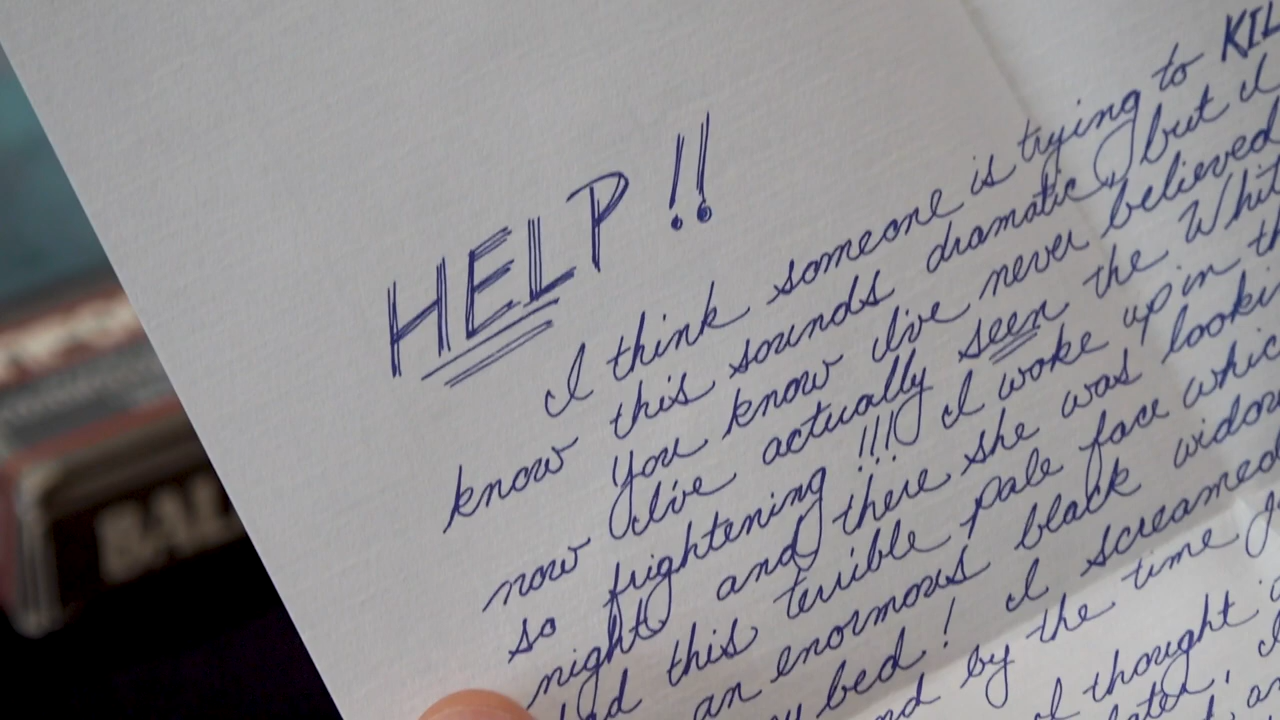 HELP!!
I think someone is trying to KIL
know this sounds dramatic, but I
you know I've never believed
now I've actually seen the Whit
so frightening!!! I woke up in th
night and there she was lookin
had this terrible pale face whic
an enormous black widow
bed! I screamed
by the time
I thought
BAL